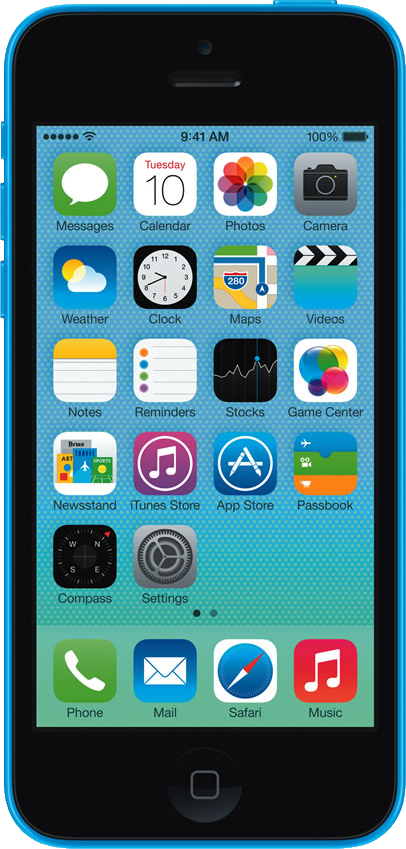 9:41 AM 100%
Tuesday
10
Messages Calendar Photos Camera
280
Weather Clock Maps Videos
Notes Reminders Stocks Game Center
News
ART TRAVEL SPORTS
Newsstand iTunes Store App Store Passbook
N
W
E
S
Compass Settings
Phone Mail Safari Music